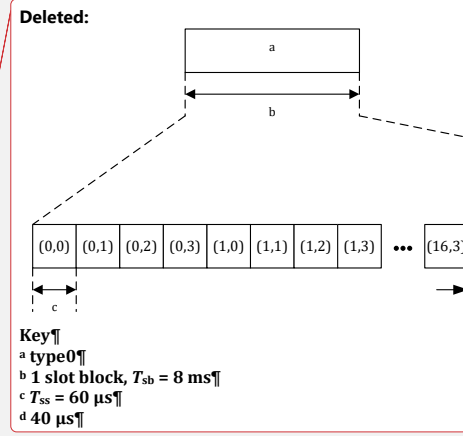 Deleted:
a
b
(0,0) (0,1) (0,2) (0,3) (1,0) (1,1) (1,2) (1,3) ••• (16,3)
c
Key¶
a type0¶
b 1 slot block, Tsb = 8 ms¶
c Tss = 60 µs¶
d 40 µs¶